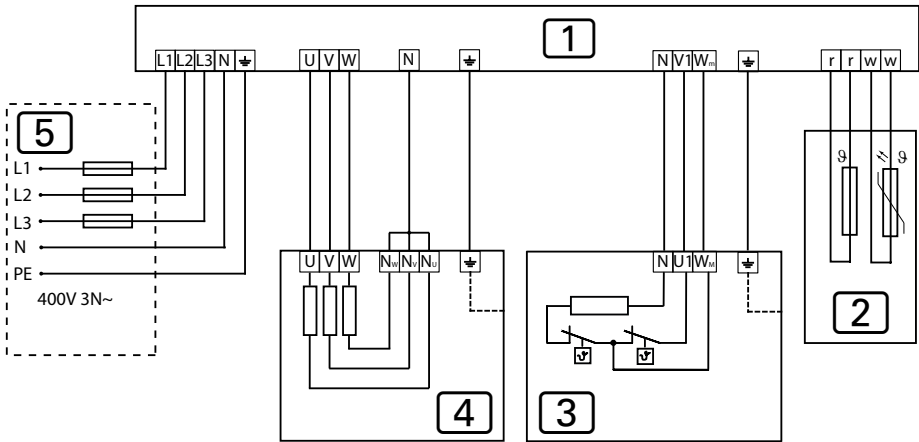 1
L1 L2 L3 N ⏚ U V W N ⏚ N V1 Wm ⏚ r r w w
5
L1
L2
L3
N
PE
400V 3N~
U V W Nw Nv Nu ⏚
4
N U1 WM ⏚
ϑ ϑ
3
ϑ ϑ
2